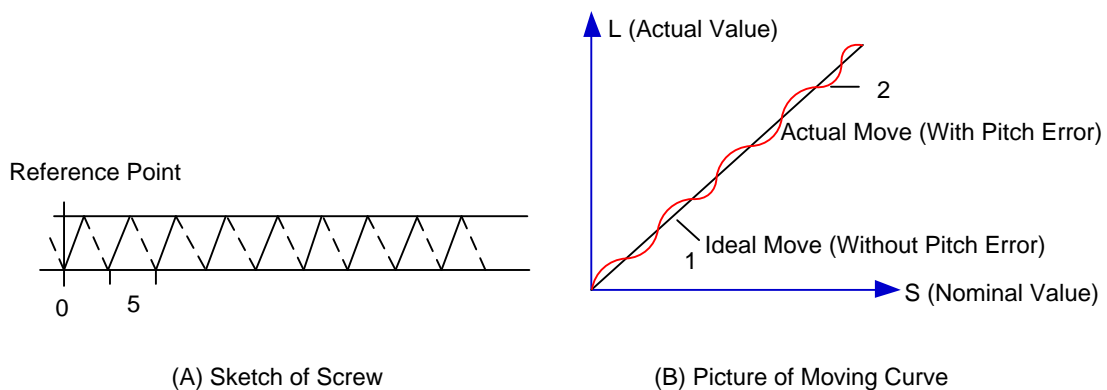 Reference Point
0
5
(A) Sketch of Screw
L (Actual Value)
2
Actual Move (With Pitch Error)
Ideal Move (Without Pitch Error)
1
S (Nominal Value)
(B) Picture of Moving Curve